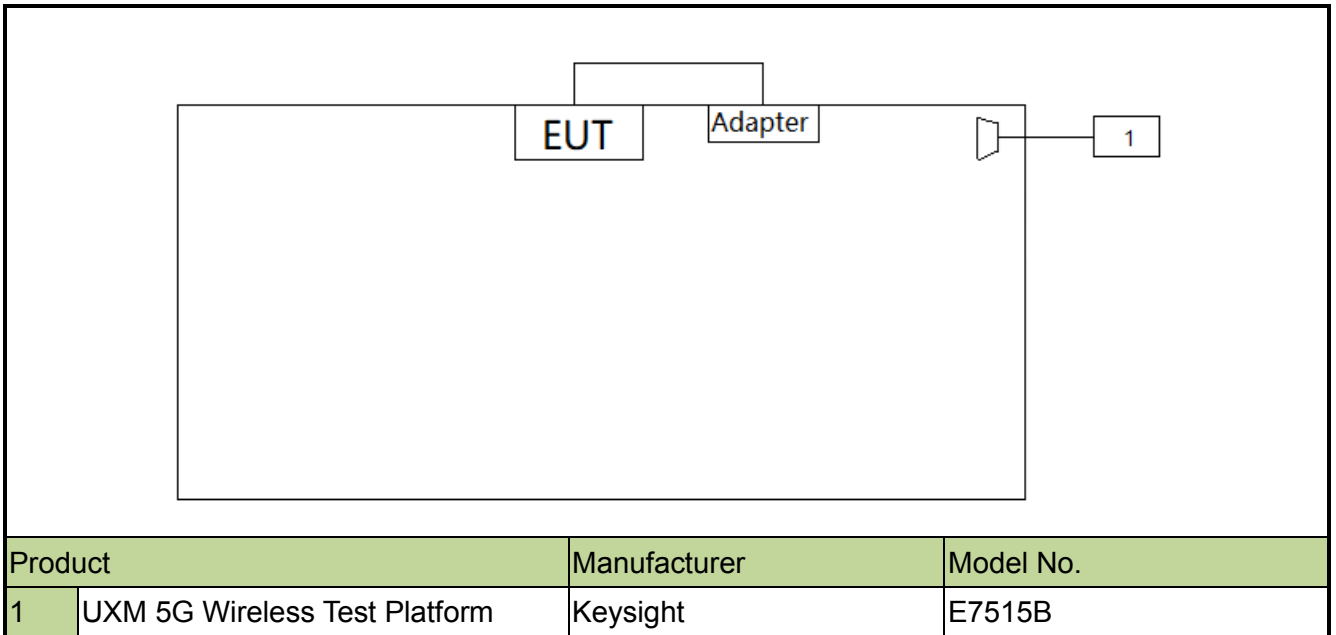 EUT
Adapter
1
Product Manufacturer Model No.
1 UXM 5G Wireless Test Platform Keysight E7515B